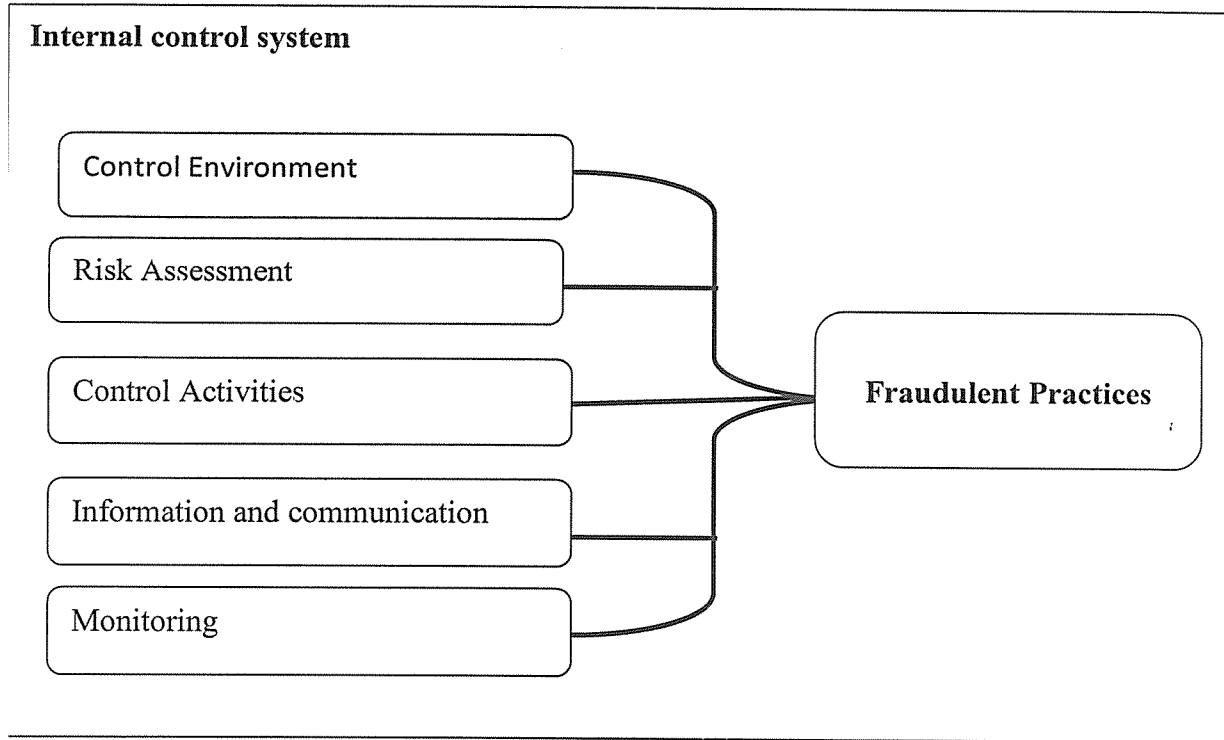 Internal control system
Control Environment
Risk Assessment
Control Activities
Fraudulent Practices
Information and communication
Monitoring